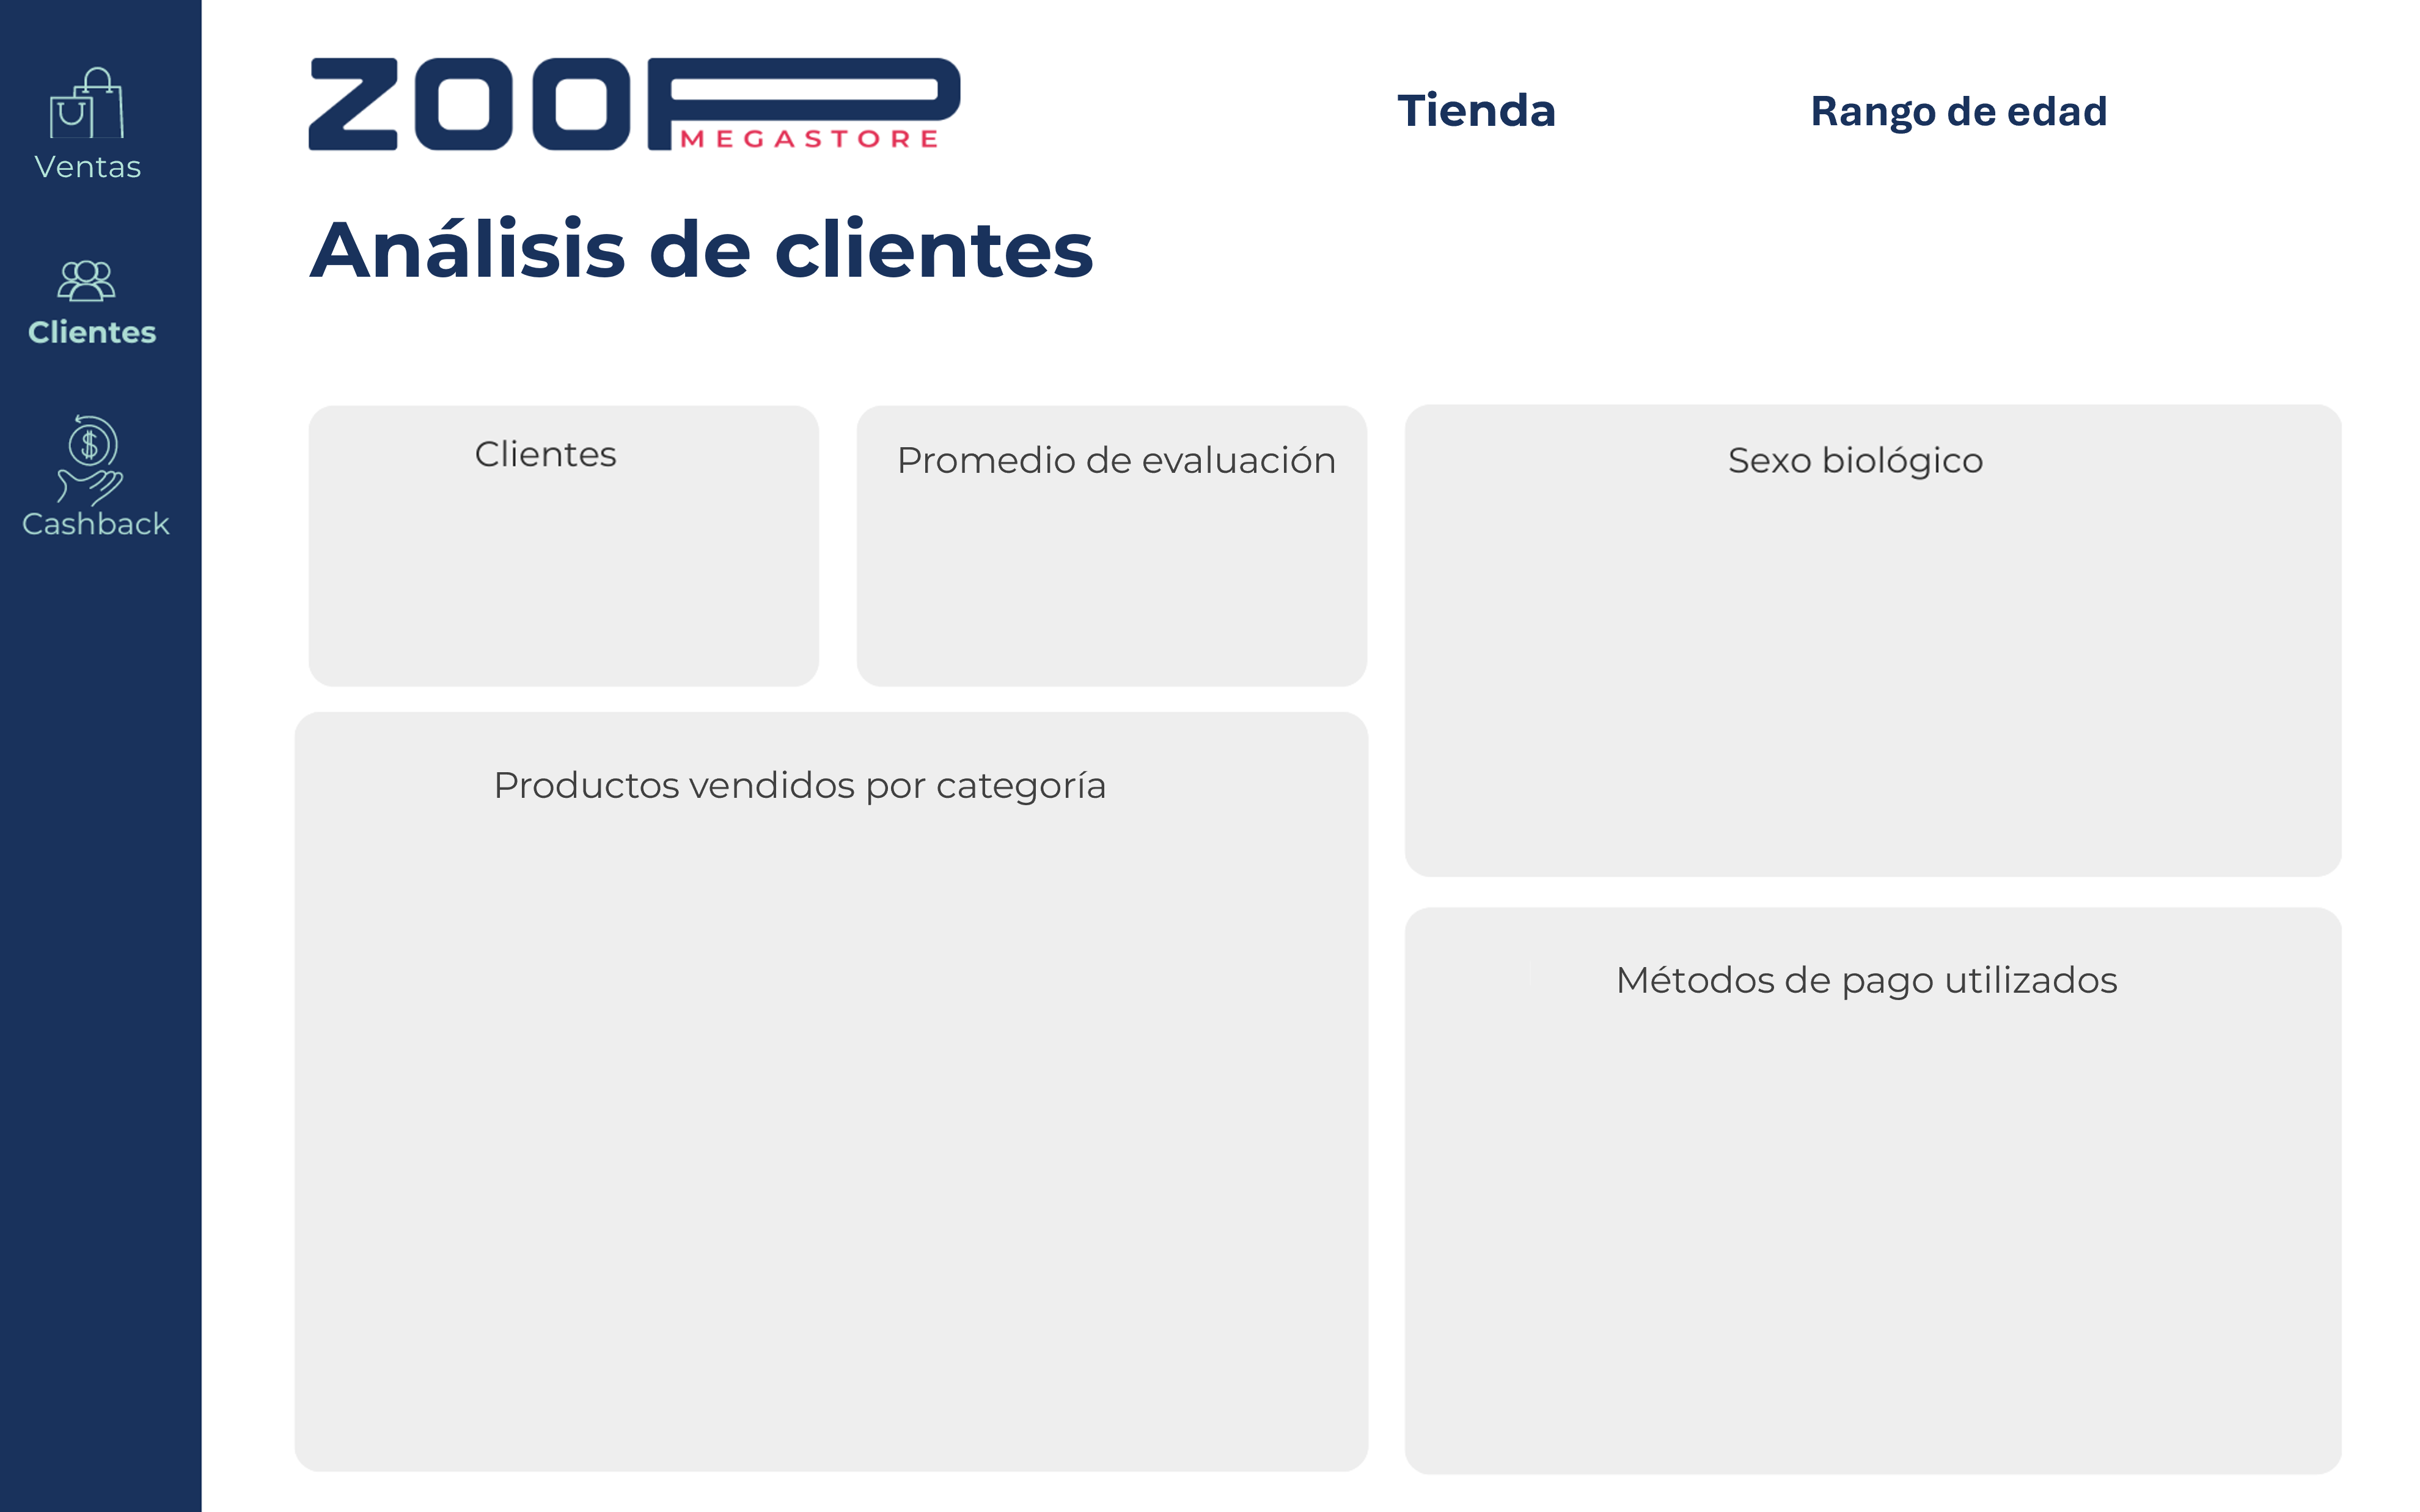 Ventas
Clientes
Cashback
ZOOP
MEGASTORE
Tienda
Rango de edad
Análisis de clientes
Clientes
Promedio de evaluación
Sexo biológico
Productos vendidos por categoría
Métodos de pago utilizados